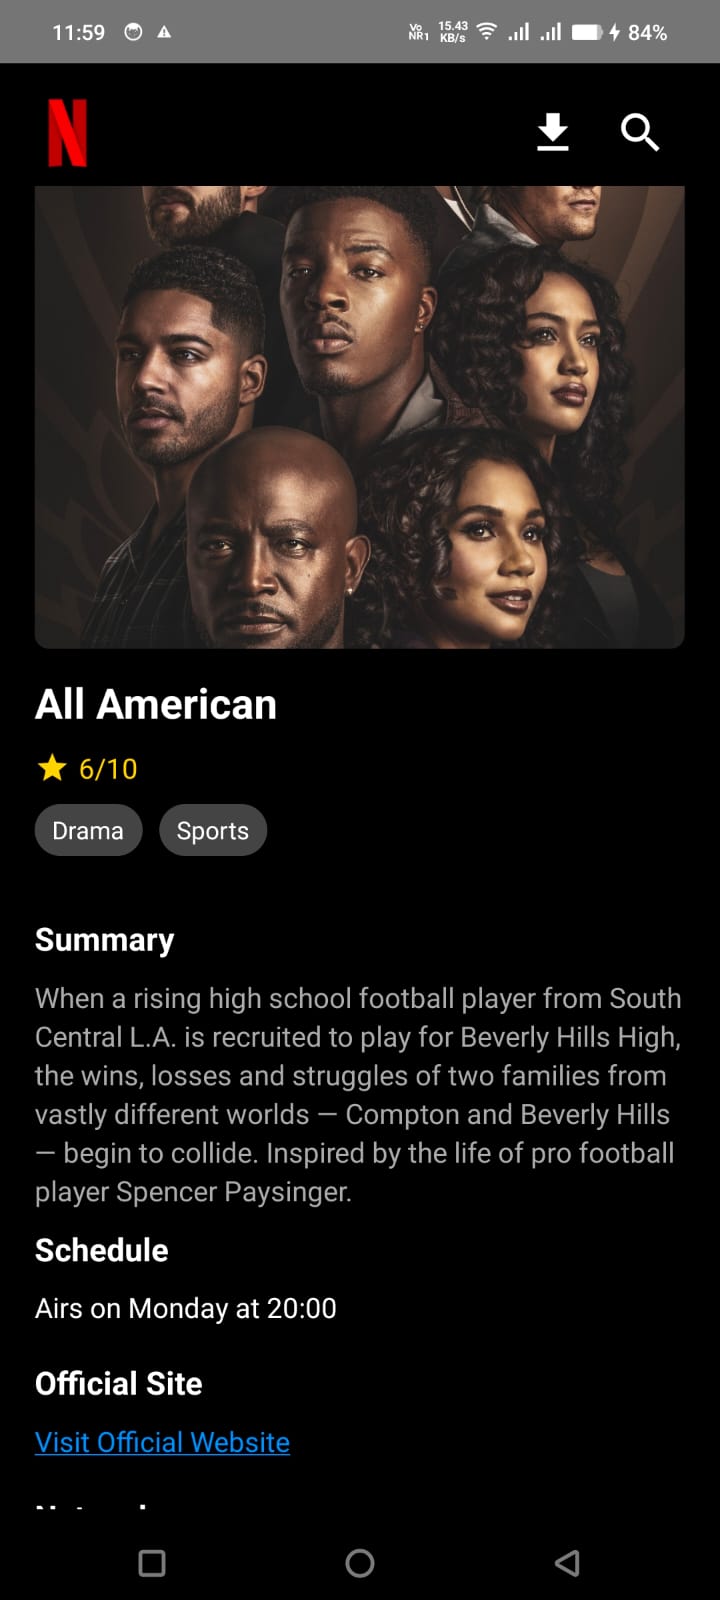 11:59
Vo
NR1
15.43
KB/s
84%
N
All American
6/10
Drama
Sports
Summary
When a rising high school football player from South
Central L.A. is recruited to play for Beverly Hills High,
the wins, losses and struggles of two families from
vastly different worlds — Compton and Beverly Hills
— begin to collide. Inspired by the life of pro football
player Spencer Paysinger.
Schedule
Airs on Monday at 20:00
Official Site
Visit Official Website